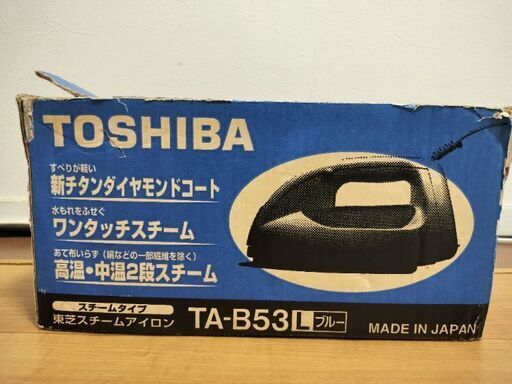 TOSHIBA
すべりが軽い
新チタンダイヤモンドコート
水もれをふせぐ
ワンタッチスチーム
あて布いらず(絹などの一部繊維を除く)
高温・中温2段スチーム
スチームタイプ
東芝スチームアイロン TA-B53L ブルー MADE IN JAPAN